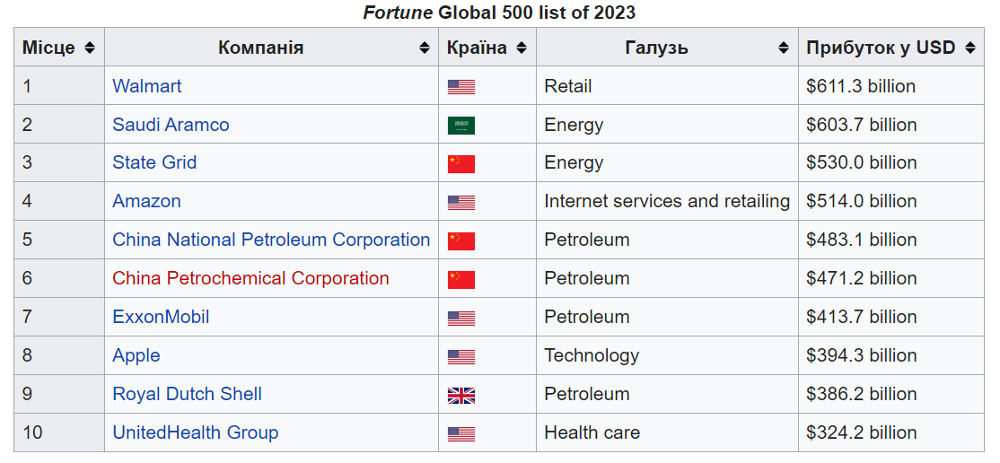 Fortune Global 500 list of 2023
Місце Компанія Країна Галузь Прибуток у USD
1 Walmart Retail $611.3 billion
2 Saudi Aramco Energy $603.7 billion
3 State Grid Energy $530.0 billion
4 Amazon Internet services and retailing $514.0 billion
5 China National Petroleum Corporation Petroleum $483.1 billion
6 China Petrochemical Corporation Petroleum $471.2 billion
7 ExxonMobil Petroleum $413.7 billion
8 Apple Technology $394.3 billion
9 Royal Dutch Shell Petroleum $386.2 billion
10 UnitedHealth Group Health care $324.2 billion